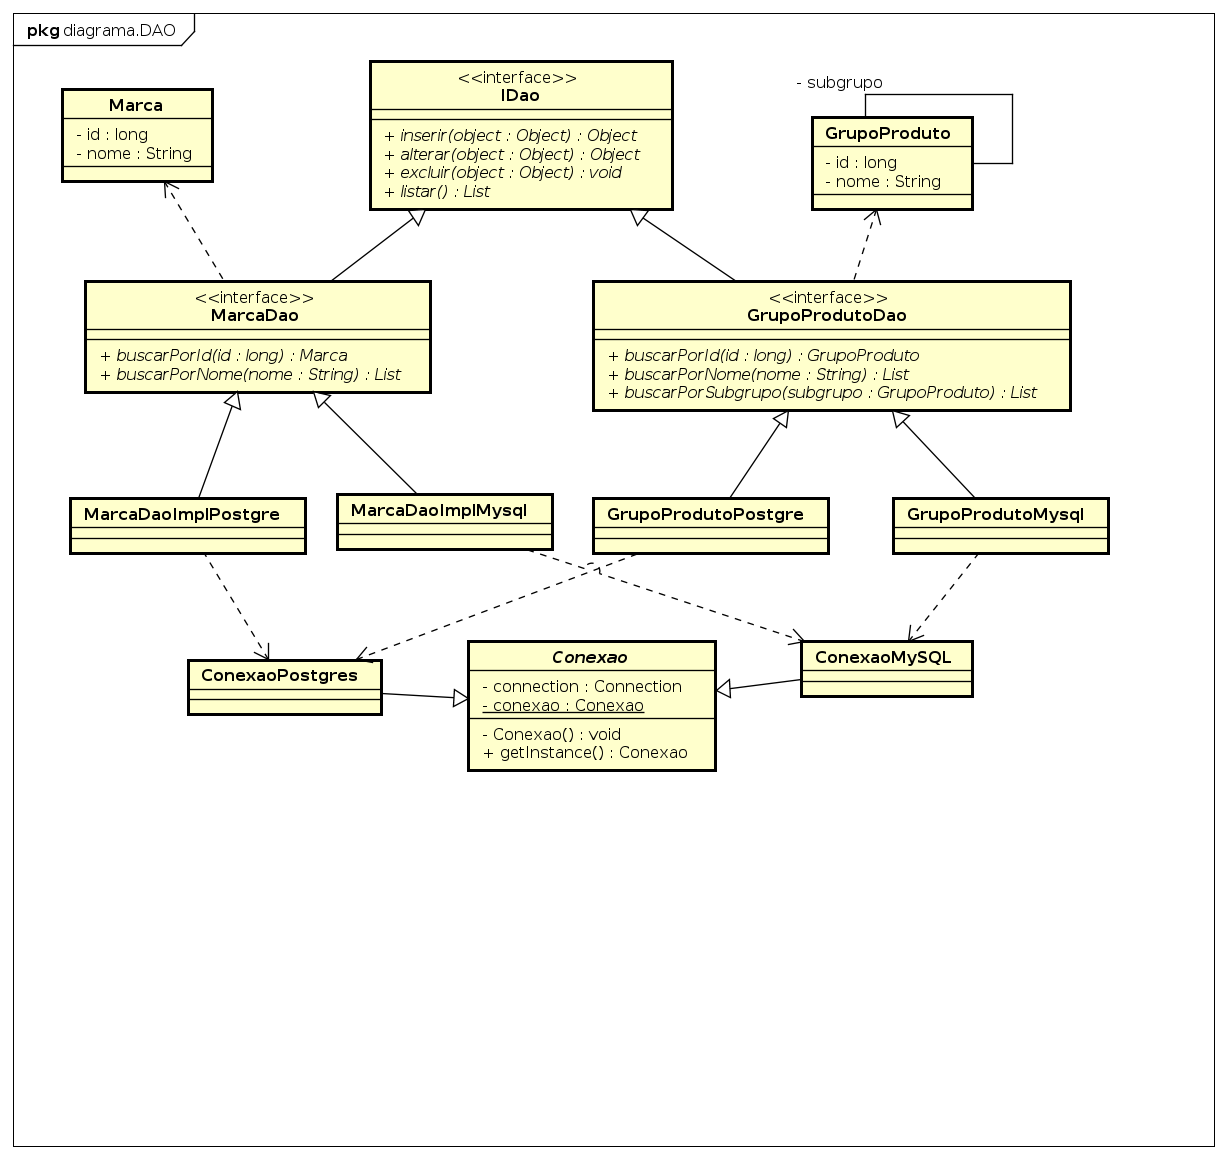 pkg diagrama.DAO
Marca
- id : long
- nome : String
<<interface>>
IDao
+ inserir(object : Object) : Object
+ alterar(object : Object) : Object
+ excluir(object : Object) : void
+ listar() : List
- subgrupo
GrupoProduto
- id : long
- nome : String
<<interface>>
MarcaDao
+ buscarPorId(id : long) : Marca
+ buscarPorNome(nome : String) : List
<<interface>>
GrupoProdutoDao
+ buscarPorId(id : long) : GrupoProduto
+ buscarPorNome(nome : String) : List
+ buscarPorSubgrupo(subgrupo : GrupoProduto) : List
MarcaDaoImplPostgre
MarcaDaoImplMysql
GrupoProdutoPostgre
GrupoProdutoMysql
ConexaoPostgres
Conexao
- connection : Connection
- conexao : Conexao
- Conexao() : void
+ getInstance() : Conexao
ConexaoMySQL